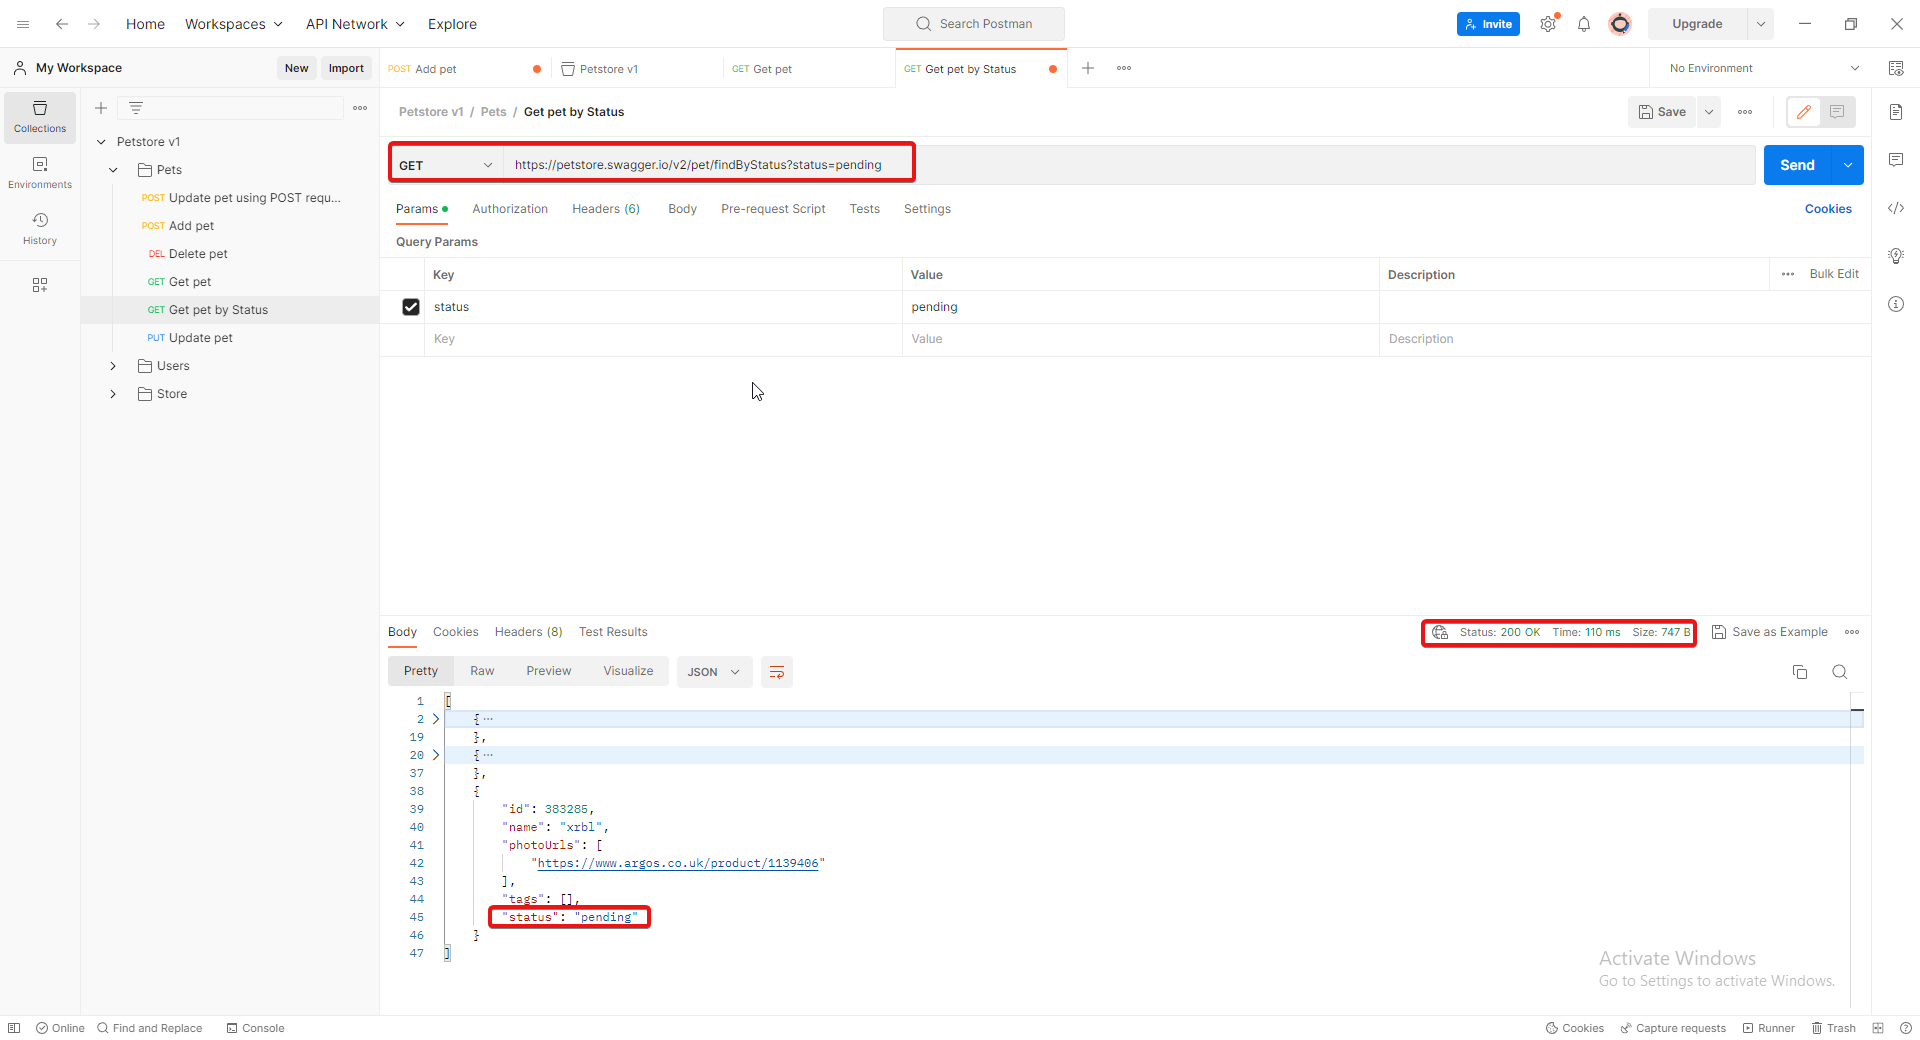 Home Workspaces API Network Explore Search Postman Invite Upgrade
My Workspace New Import POST Add pet Petstore v1 GET Get pet GET Get pet by Status No Environment
Petstore v1 / Pets / Get pet by Status Save
Collections
Environments
History
Petstore v1
Pets
POST Update pet using POST requ...
POST Add pet
DEL Delete pet
GET Get pet
GET Get pet by Status
PUT Update pet
Users
Store
GET https://petstore.swagger.io/v2/pet/findByStatus?status=pending Send
Params Authorization Headers (6) Body Pre-request Script Tests Settings Cookies
Query Params
Key Value Description Bulk Edit
status pending
Key Value Description
Body Cookies Headers (8) Test Results Status: 200 OK Time: 110 ms Size: 747 B Save as Example
Pretty Raw Preview Visualize JSON
1 [
2 { ...
19 },
20 { ...
37 },
38 {
39 "id": 383285,
40 "name": "xrbl",
41 "photoUrls": [
42 "https://www.argos.co.uk/product/1139406"
43 ],
44 "tags": [],
45 "status": "pending"
46 }
47 ]
Activate Windows
Go to Settings to activate Windows.
Online Find and Replace Console Cookies Capture requests Runner Trash